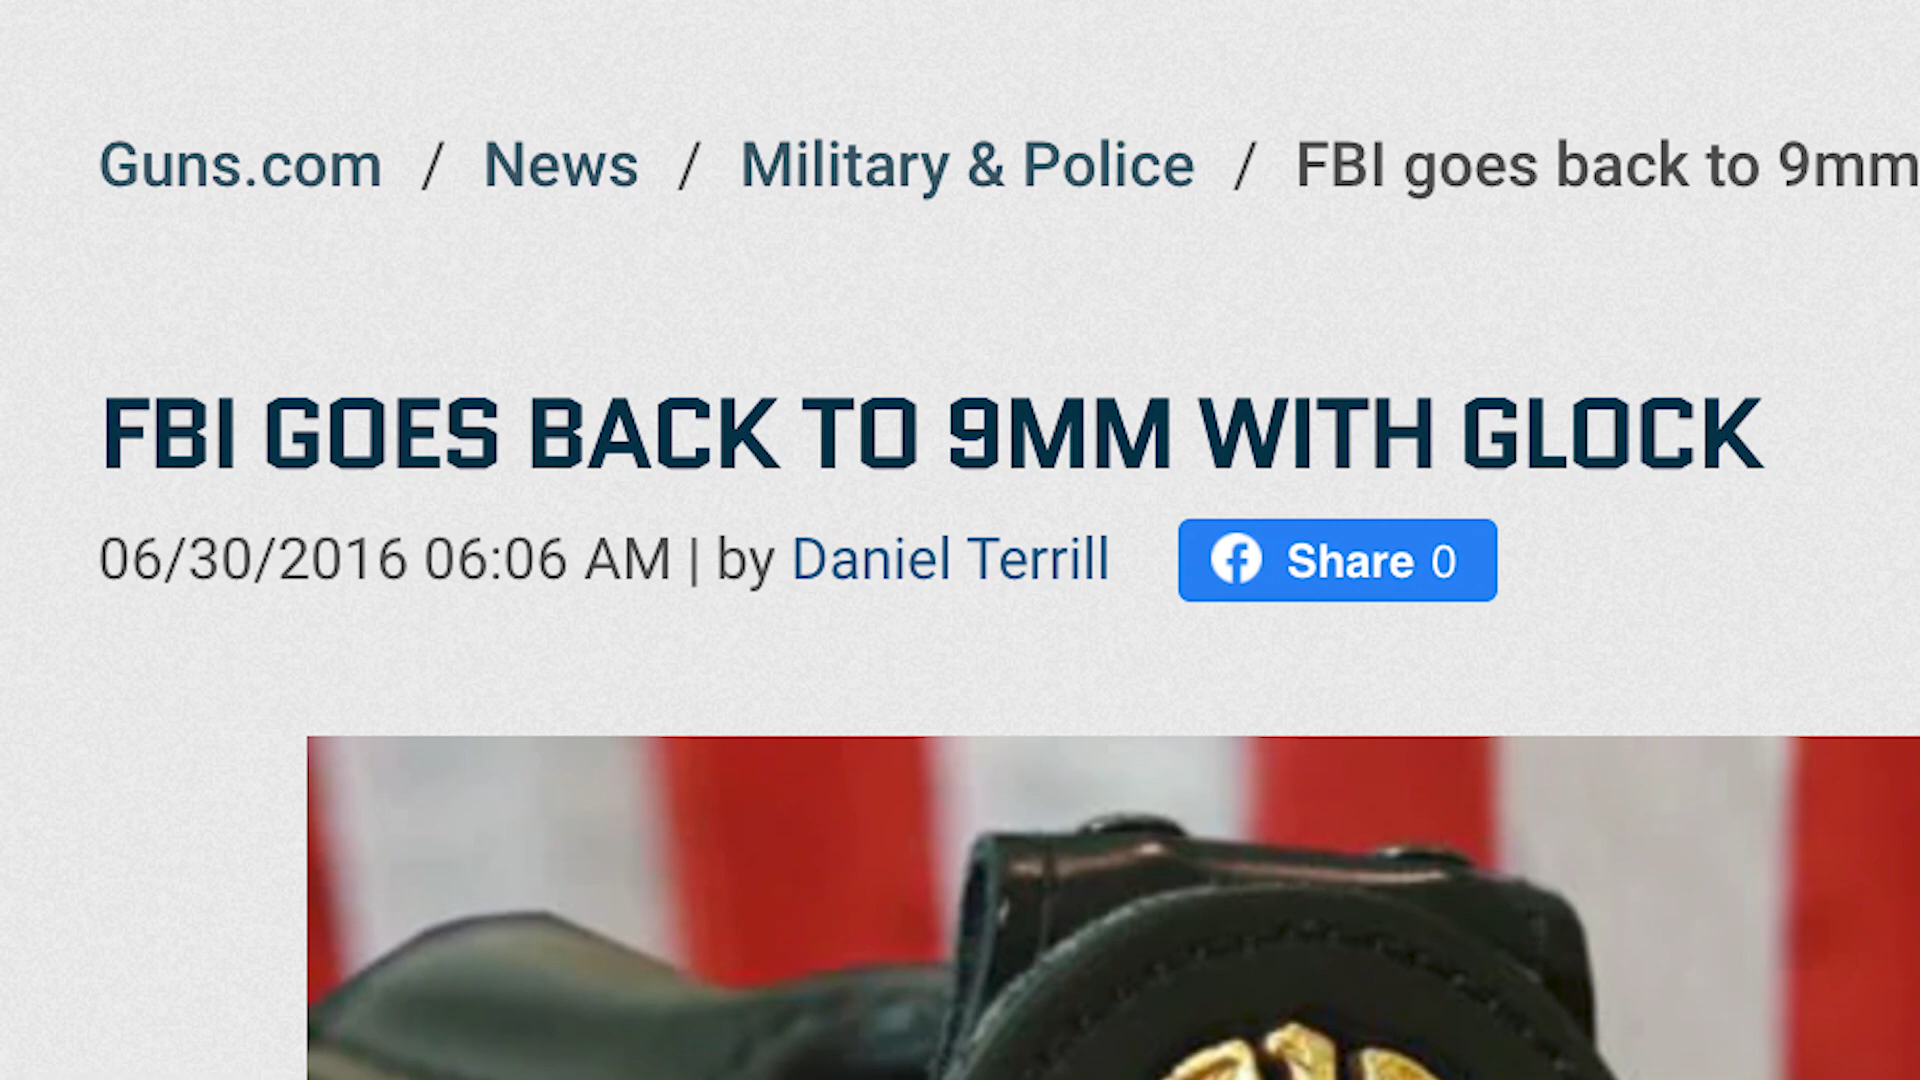 Guns.com / News / Military & Police / FBI goes back to 9mm
FBI GOES BACK TO 9MM WITH GLOCK
06/30/2016 06:06 AM | by Daniel Terrill Share 0